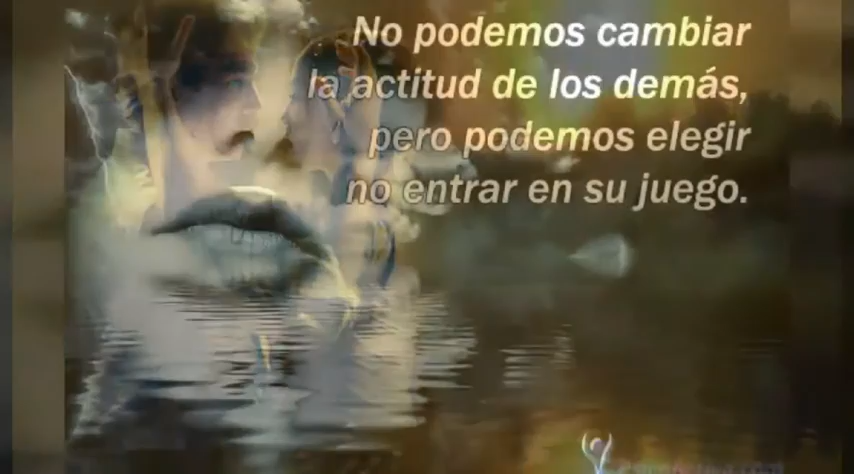 No podemos cambiar
la actitud de los demás,
pero podemos elegir
no entrar en su juego.